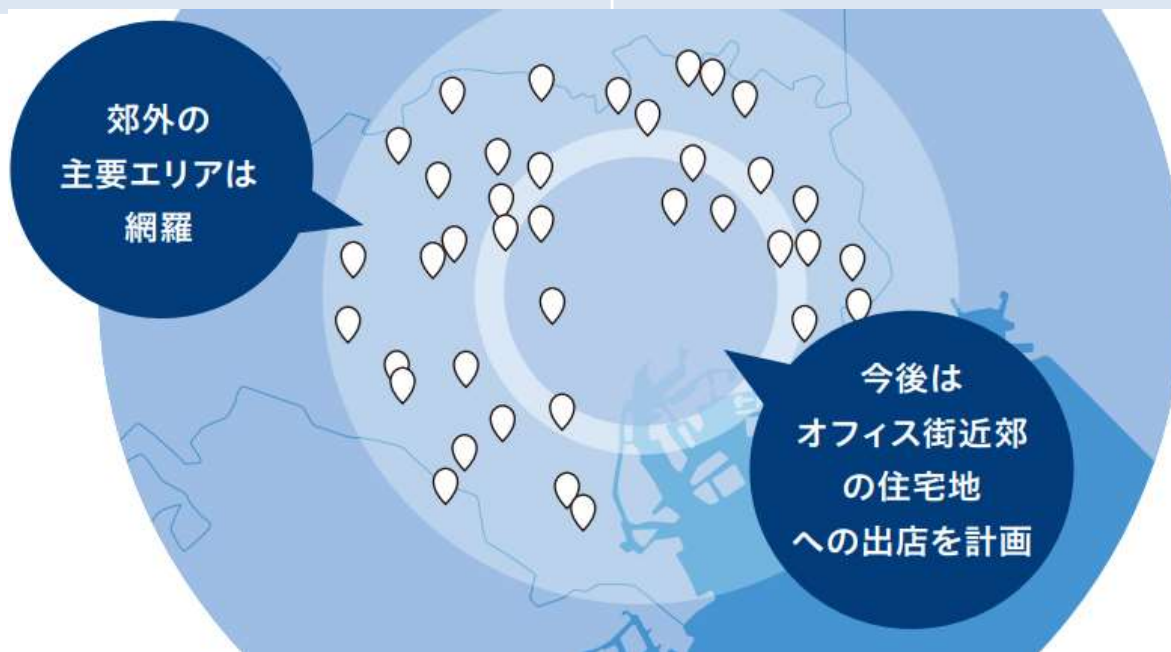 郊外の
主要エリアは
網羅
今後は
オフィス街近郊
の住宅地
への出店を計画